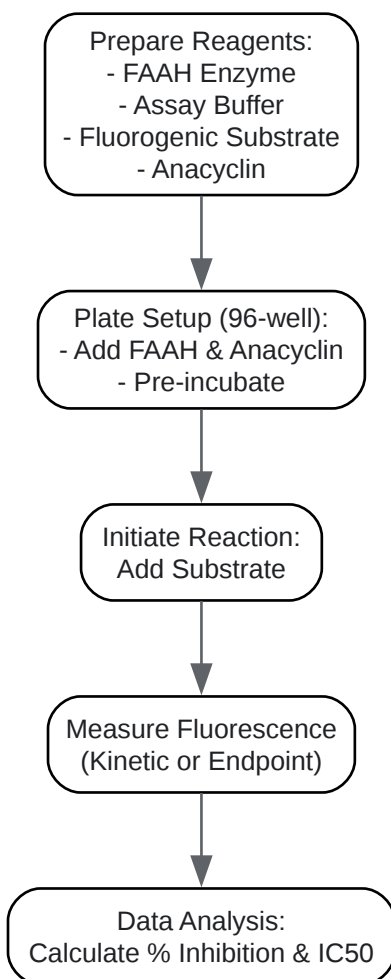 Prepare Reagents:
- FAAH Enzyme
- Assay Buffer
- Fluorogenic Substrate
- Anacyclin
Plate Setup (96-well):
- Add FAAH & Anacyclin
- Pre-incubate
Initiate Reaction:
Add Substrate
Measure Fluorescence
(Kinetic or Endpoint)
Data Analysis:
Calculate % Inhibition & IC50